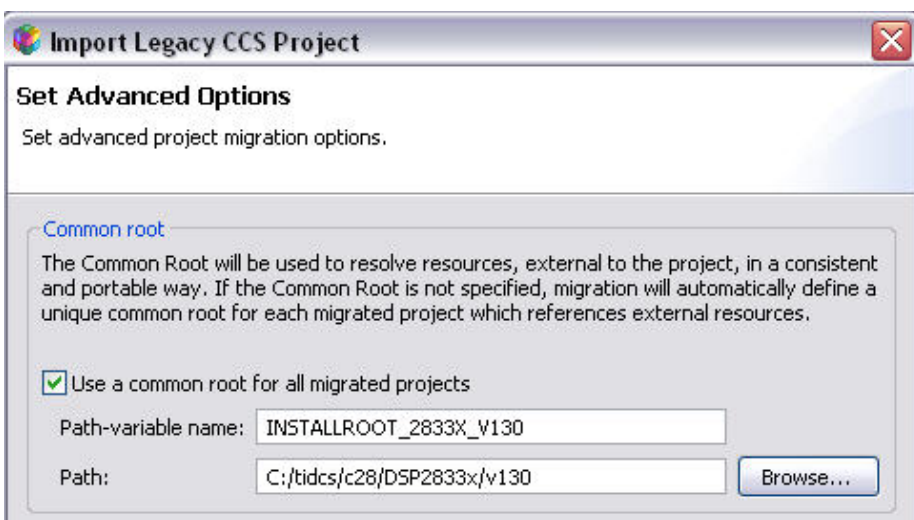 Import Legacy CCS Project
Set Advanced Options
Set advanced project migration options.
Common root
The Common Root will be used to resolve resources, external to the project, in a consistent
and portable way. If the Common Root is not specified, migration will automatically define a
unique common root for each migrated project which references external resources.
Use a common root for all migrated projects
Path-variable name: INSTALLROOT_2833X_V130
Path: C:/tidcs/c28/DSP2833x/v130 Browse...